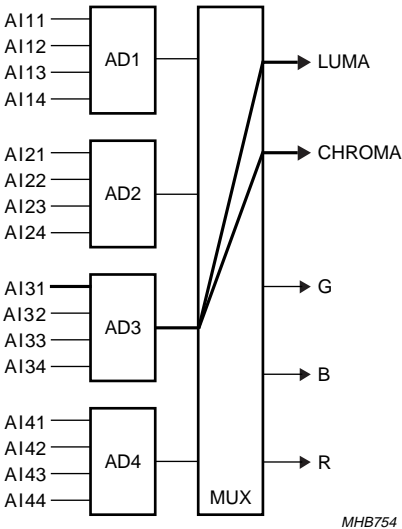 AI11
AI12
AI13
AI14
AD1
AI21
AI22
AI23
AI24
AD2
AI31
AI32
AI33
AI34
AD3
AI41
AI42
AI43
AI44
AD4
MUX
LUMA
CHROMA
G
B
R
MHB754